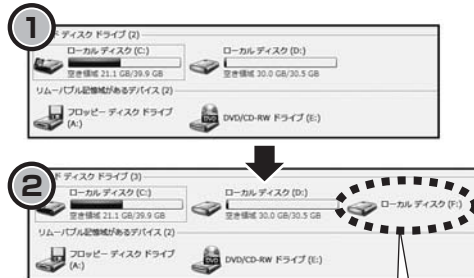 1
ド ディスク ドライブ (2)
ローカル ディスク (C:)
ローカル ディスク (D:)
空き領域 21.1 GB/39.9 GB
空き領域 30.0 GB/30.5 GB
リムーバブル記憶域があるデバイス (2)
フロッピー ディスク ドライブ
(A:)
DVD/CD-RW ドライブ (E:)
2
ド ディスク ドライブ (3)
ローカル ディスク (C:)
ローカル ディスク (D:)
ローカル ディスク (F:)
空き領域 21.1 GB/39.9 GB
空き領域 30.0 GB/30.5 GB
リムーバブル記憶域があるデバイス (2)
フロッピー ディスク ドライブ
(A:)
DVD/CD-RW ドライブ (E:)